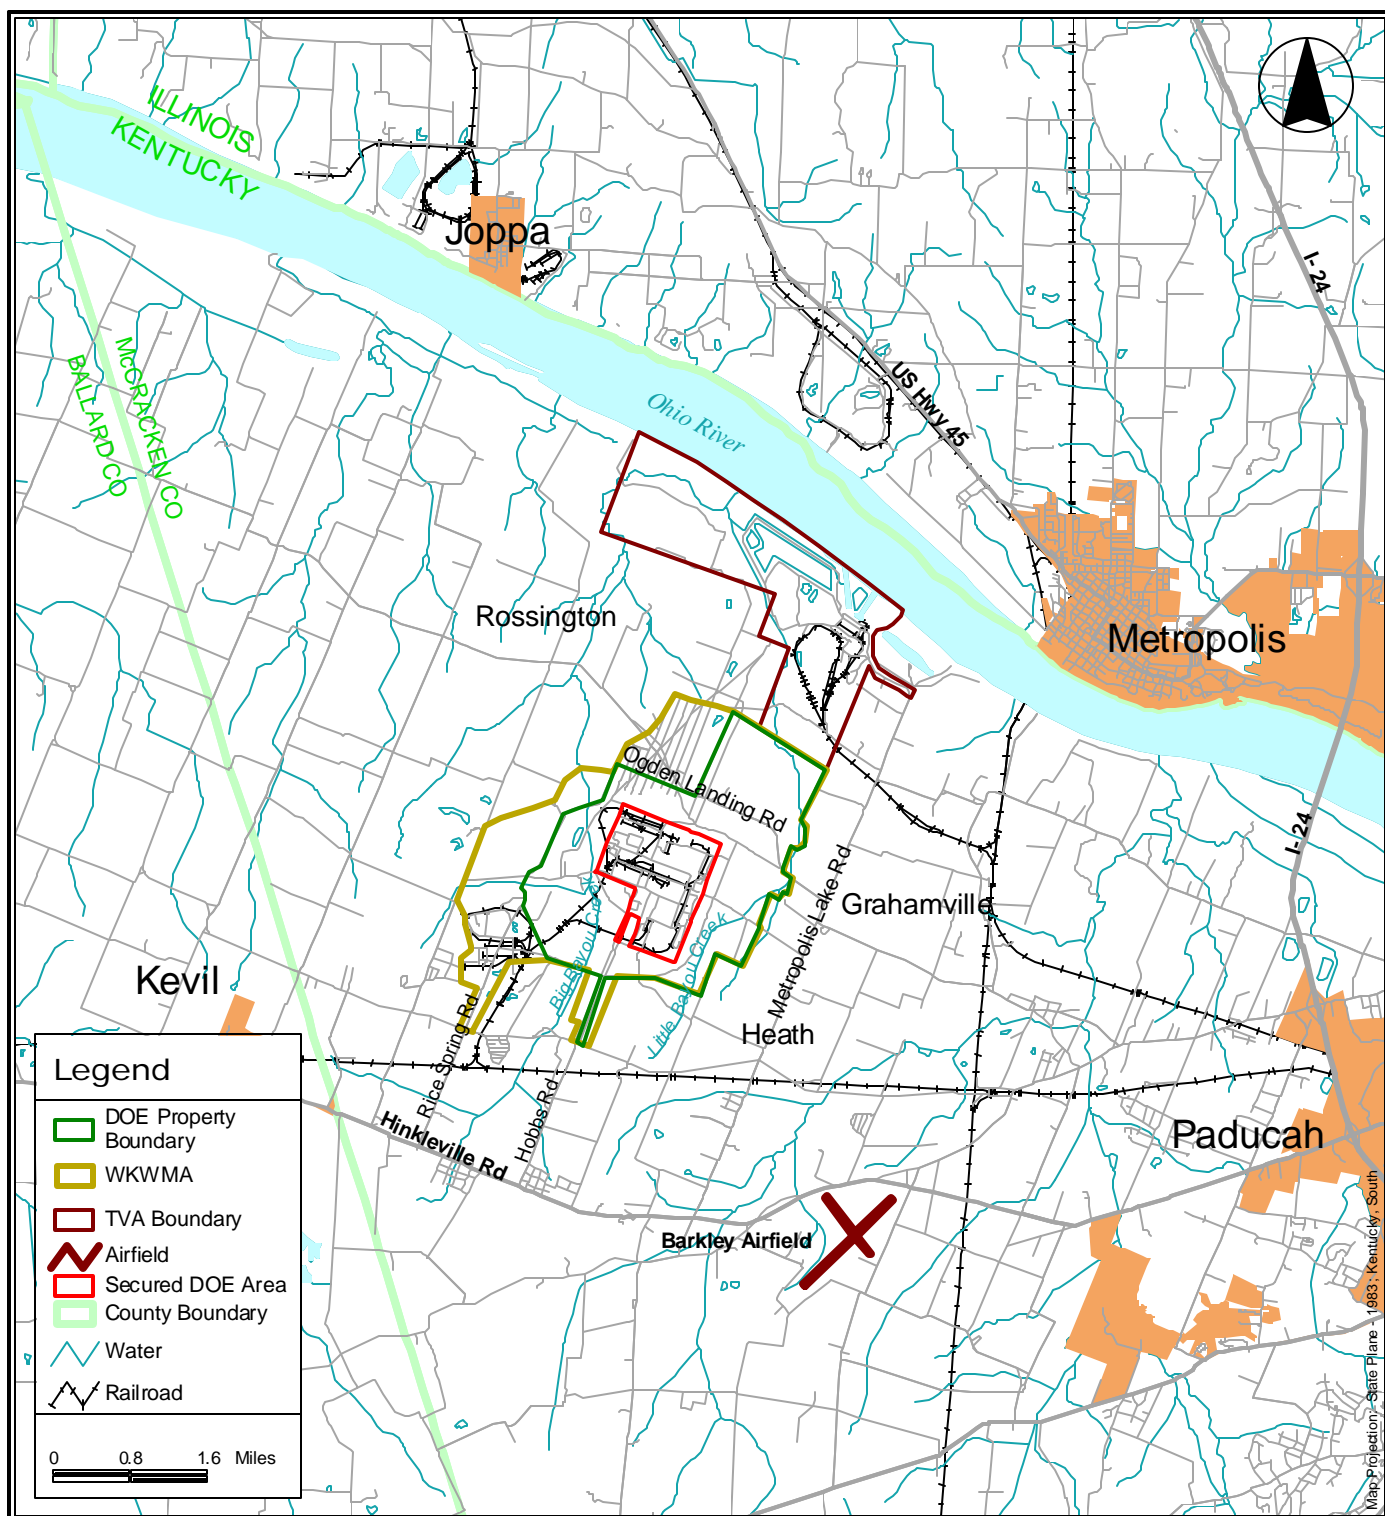 ILLINOIS
KENTUCKY
Joppa
I-24
McCRACKEN CO
BALLARD CO
Ohio River
US Hwy 45
Rossington
Metropolis
Ogden Landing Rd
I-24
Metropolis Lake Rd
Grahamville
Big Bayou Creek
Little Bayou Creek
Kevil
Heath
Rice Spring Rd
Hobbs Rd
Hinkleville Rd
Paducah
Barkley Airfield
Legend
DOE Property
Boundary
WKWMA
TVA Boundary
Airfield
Secured DOE Area
County Boundary
Water
Railroad
0 0.8 1.6 Miles
Map Projection: - State Plane - 1983; Kentucky, South